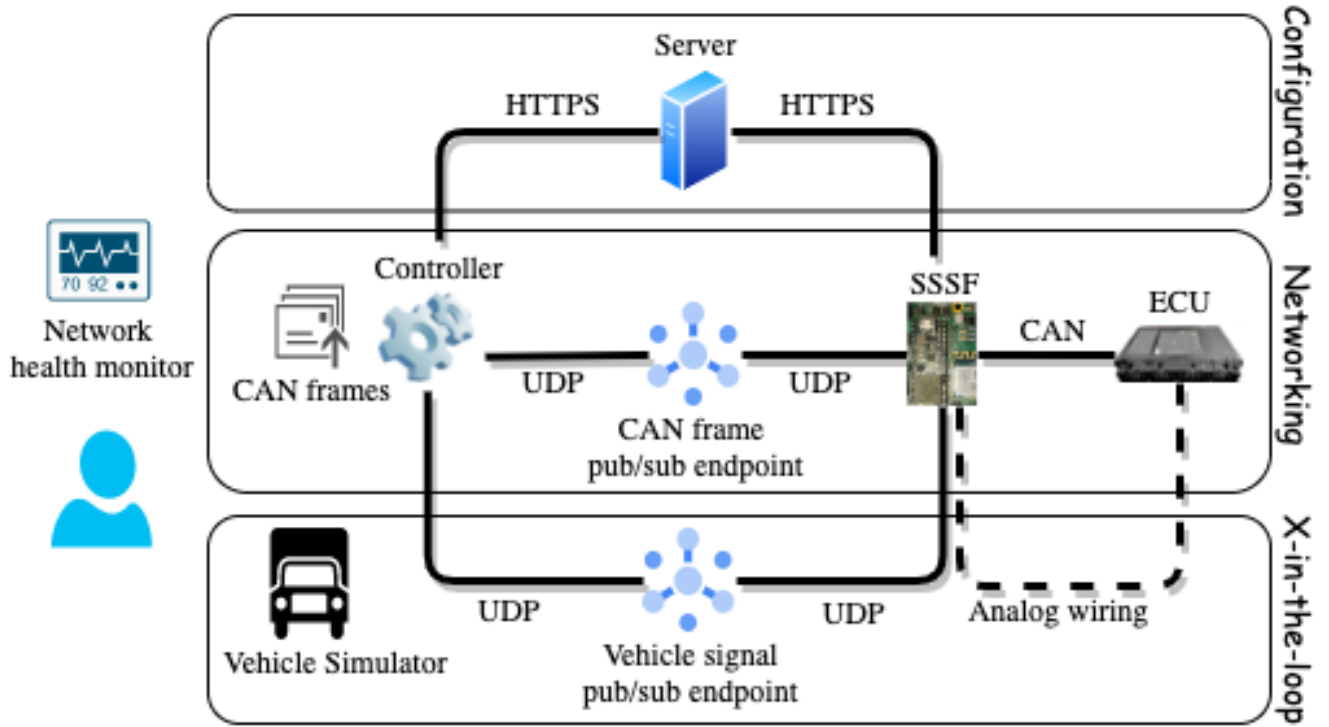 Server
HTTPS
HTTPS
Configuration
70 92
Network
health monitor
Controller
CAN frames
UDP
UDP
CAN frame
pub/sub endpoint
SSSF
CAN
ECU
Networking
Vehicle Simulator
UDP
UDP
Vehicle signal
pub/sub endpoint
Analog wiring
X-in-the-loop